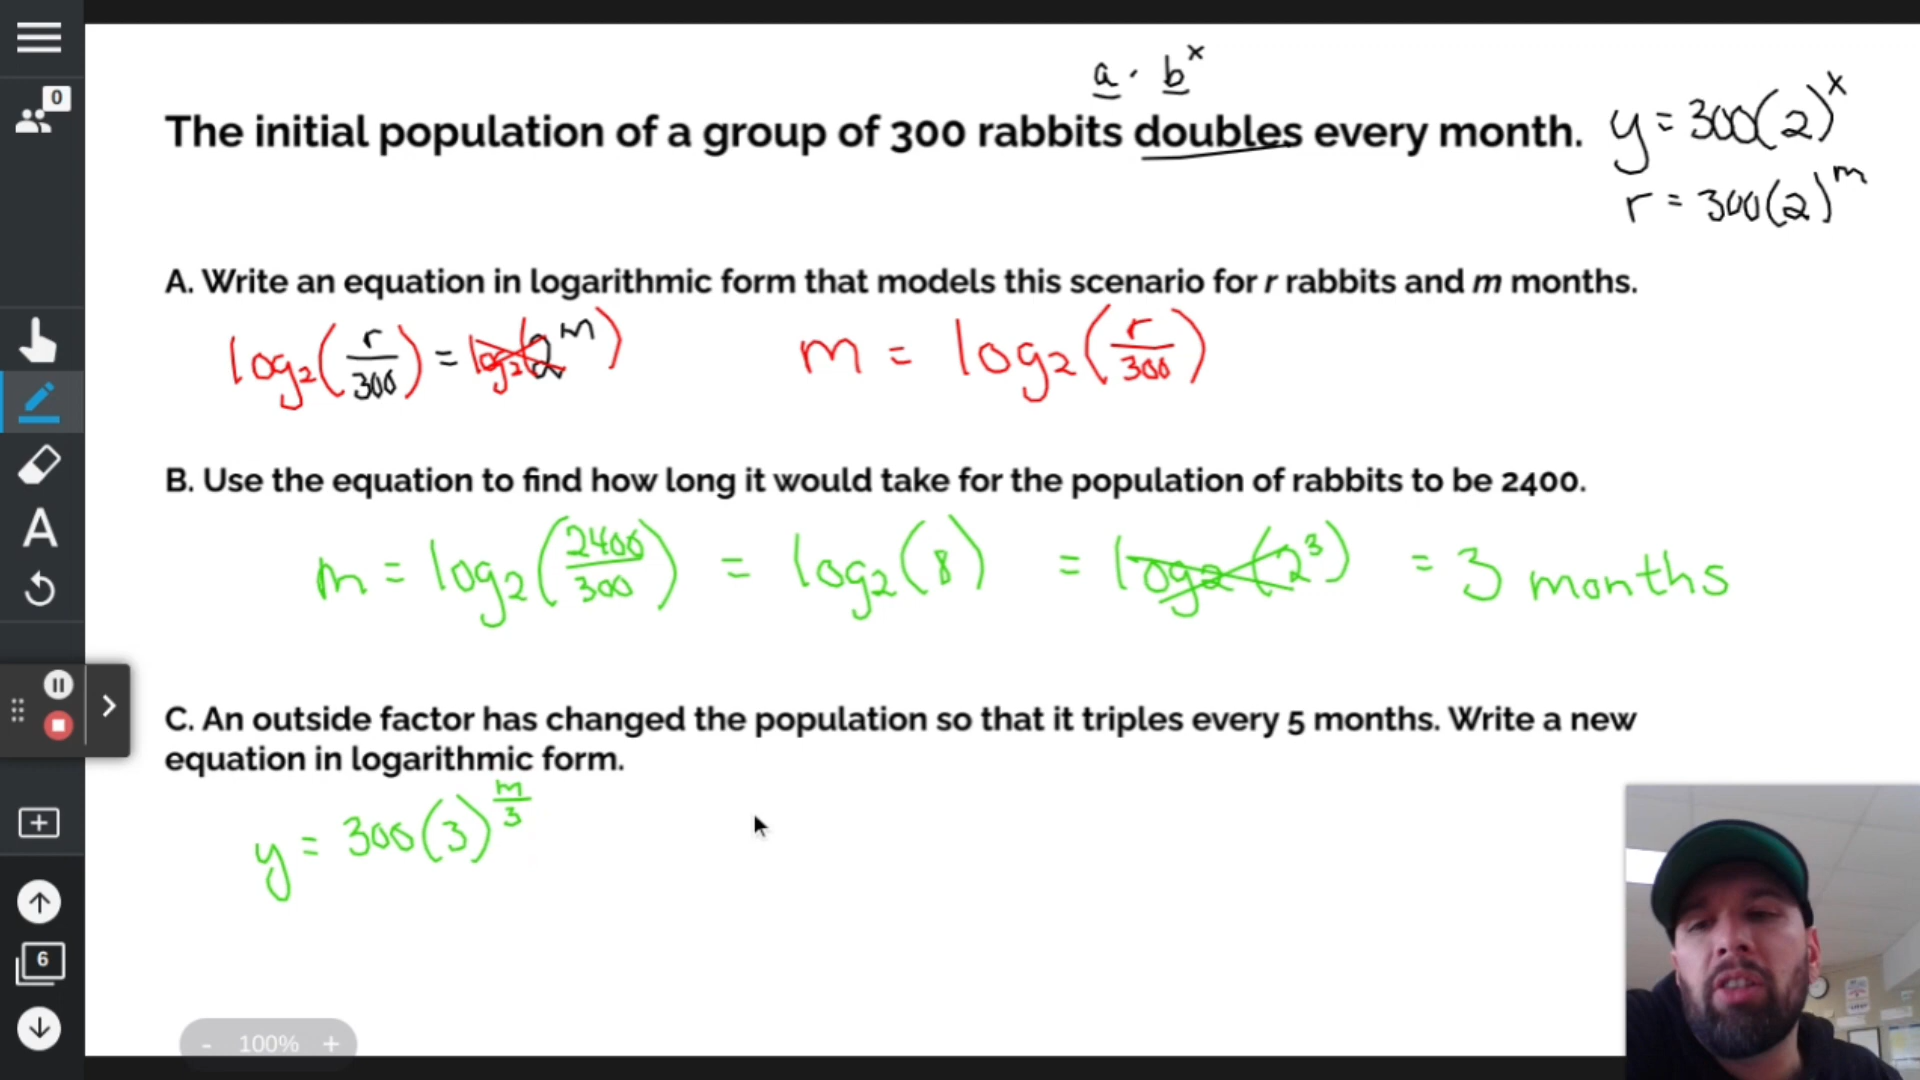 0
a · b^x
The initial population of a group of 300 rabbits doubles every month.
y = 300(2)^x
r = 300(2)^m
A. Write an equation in logarithmic form that models this scenario for r rabbits and m months.
log₂(r/300) = log₂(2^m)
m = log₂(r/300)
B. Use the equation to find how long it would take for the population of rabbits to be 2400.
m = log₂(2400/300) = log₂(8) = log₂(2³) = 3 months
C. An outside factor has changed the population so that it triples every 5 months. Write a new
equation in logarithmic form.
y = 300(3)^(m/3)
A
6
- 100% +